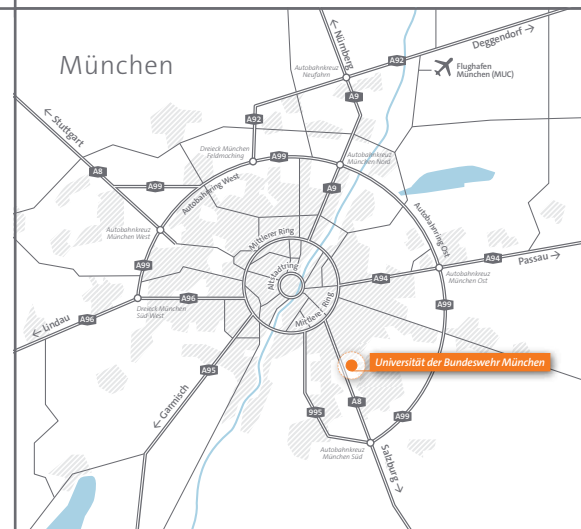 München
Nürnberg
Deggendorf
A92
Flughafen
München (MUC)
Autobahnkreuz
Neufahrn
A9
Stuttgart
A92
Dreieck München
Feldmoching
A99
Autobahnkreuz
München Nord
A8
A99
Autobahnring West
A9
Autobahnring Ost
Autobahnkreuz
München West
Mittlerer Ring
Altstadtring
A94
Passau
A99
A94
Autobahnkreuz
München Ost
A96
Mittlerer Ring
A99
Dreieck München
Süd-West
A96
Lindau
A95
Universität der Bundeswehr München
Garmisch
A8
995
A99
Autobahnkreuz
München Süd
Salzburg